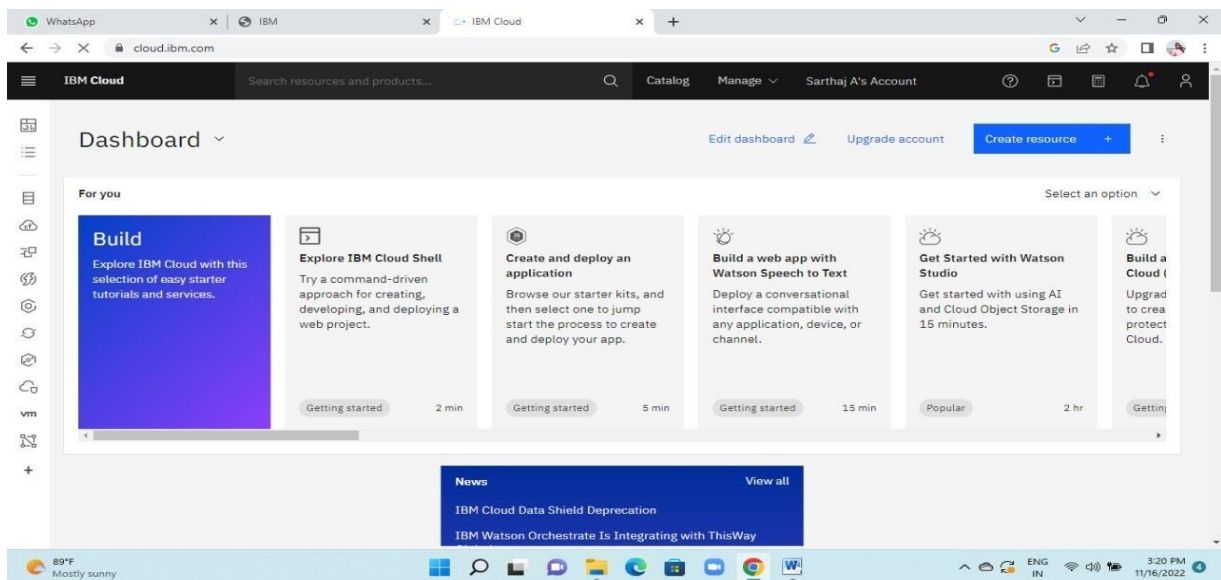 WhatsApp
IBM
IBM Cloud
cloud.ibm.com
IBM Cloud
Search resources and products...
Catalog
Manage
Sarthaj A's Account
Dashboard
Edit dashboard
Upgrade account
Create resource +
For you
Select an option
Build
Explore IBM Cloud with this
selection of easy starter
tutorials and services.
Explore IBM Cloud Shell
Try a command-driven
approach for creating,
developing, and deploying a
web project.
Getting started
2 min
Create and deploy an
application
Browse our starter kits, and
then select one to jump
start the process to create
and deploy your app.
Getting started
5 min
Build a web app with
Watson Speech to Text
Deploy a conversational
interface compatible with
any application, device, or
channel.
Getting started
15 min
Get Started with Watson
Studio
Get started with using AI
and Cloud Object Storage in
15 minutes.
Popular
2 hr
Build a
Cloud (
Upgrad
to crea
protect
Cloud.
Getting
vm
News
View all
IBM Cloud Data Shield Deprecation
IBM Watson Orchestrate Is Integrating with ThisWay
89°F
Mostly sunny
ENG
IN
3:20 PM
11/16/2022
4